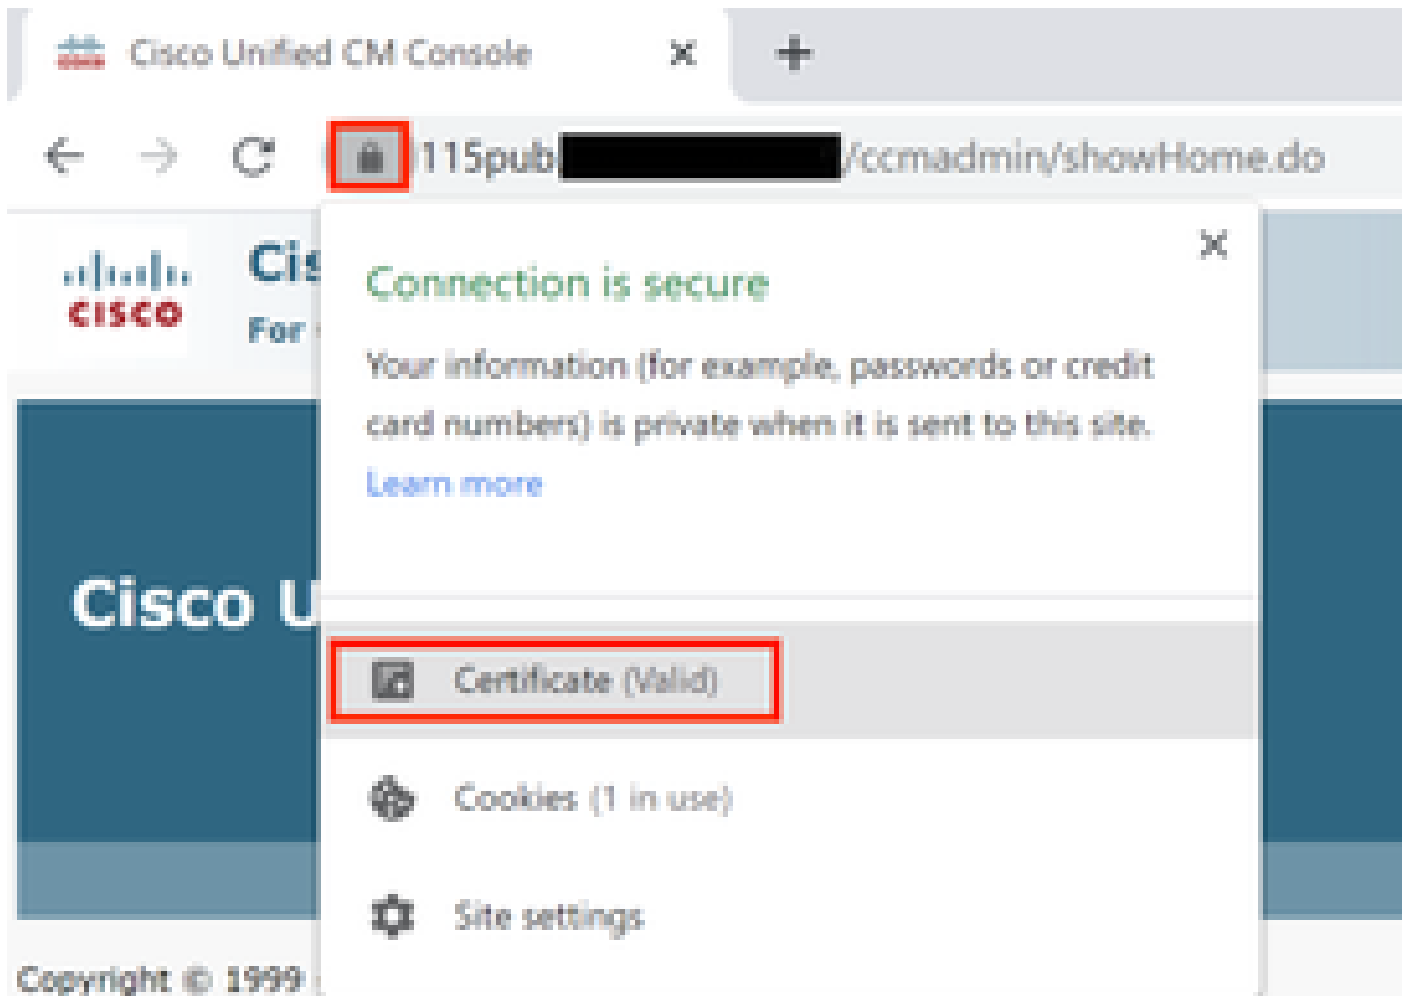 Cisco Unified CM Console
115pub /ccmadmin/showHome.do
CISCO
Cis
For
Connection is secure
Your information (for example, passwords or credit
card numbers) is private when it is sent to this site.
Learn more
Cisco U
Certificate (Valid)
Cookies (1 in use)
Site settings
Copyright © 1999